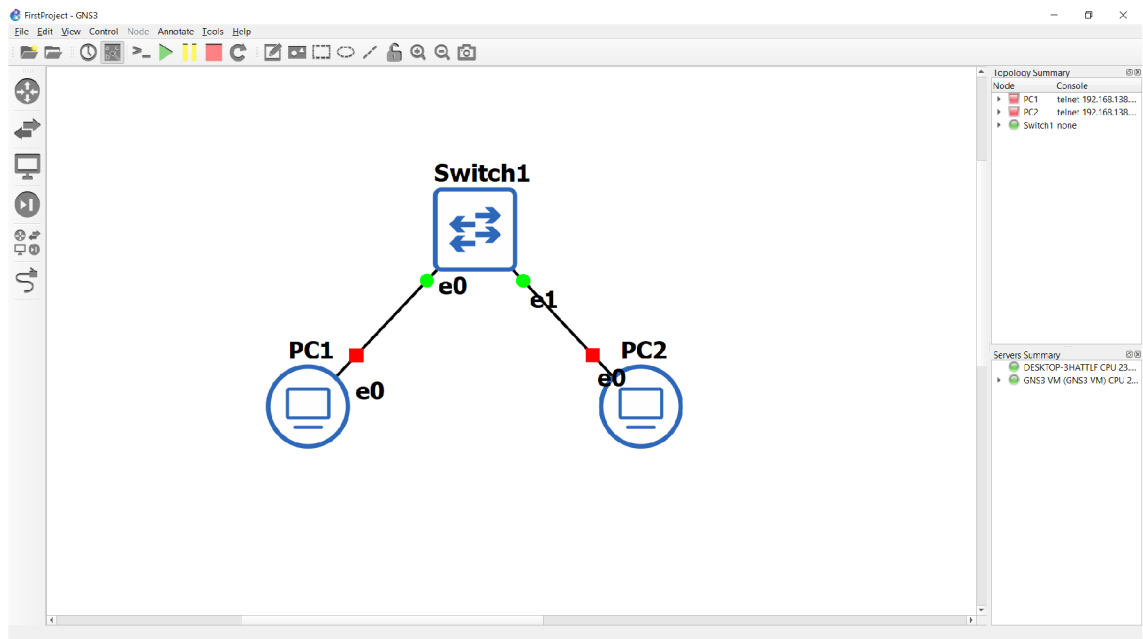 FirstProject - GNS3
File Edit View Control Node Annotate Tools Help
Topology Summary
Node Console
PC1 telnet 192.168.138....
PC2 telnet 192.168.138....
Switch1 none
Switch1
e0
e1
PC1
PC2
e0
e0
Servers Summary
DESKTOP-3HATTLF CPU 23....
GNS3 VM (GNS3 VM) CPU 2...